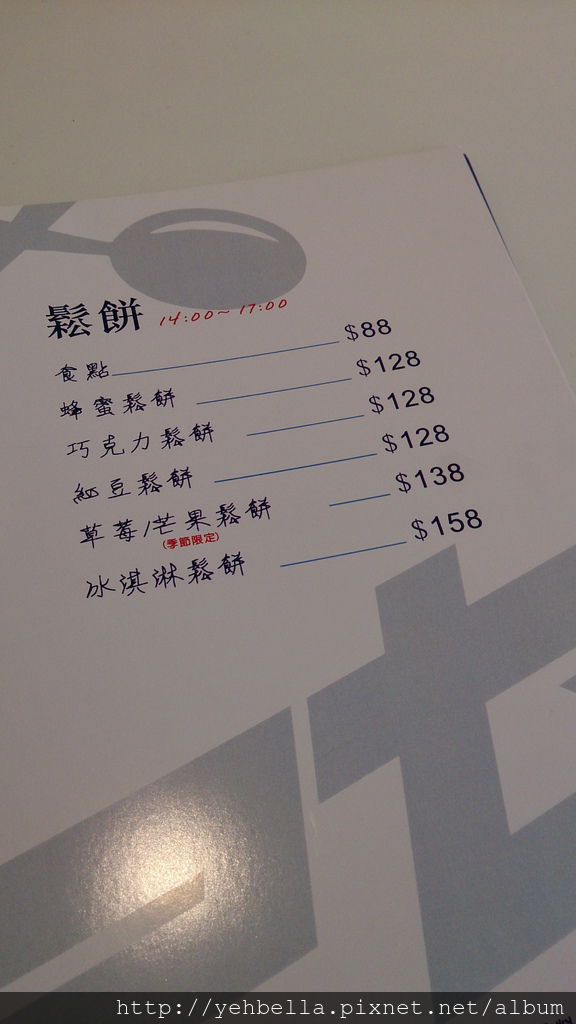 鬆餅 14:00~17:00
食點 $88
蜂蜜鬆餅 $128
巧克力鬆餅 $128
紅豆鬆餅 $128
草莓/芒果鬆餅 $138
(季節限定)
冰淇淋鬆餅 $158
http://yehbella.pixnet.net/album